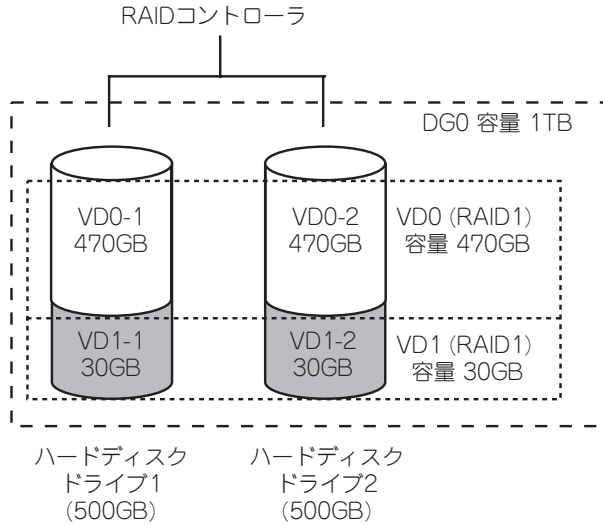 RAIDコントローラ
DG0 容量 1TB
VD0-1
470GB
VD0-2
470GB
VD0 (RAID1)
容量 470GB
VD1-1
30GB
VD1-2
30GB
VD1 (RAID1)
容量 30GB
ハードディスク
ドライブ1
(500GB)
ハードディスク
ドライブ2
(500GB)